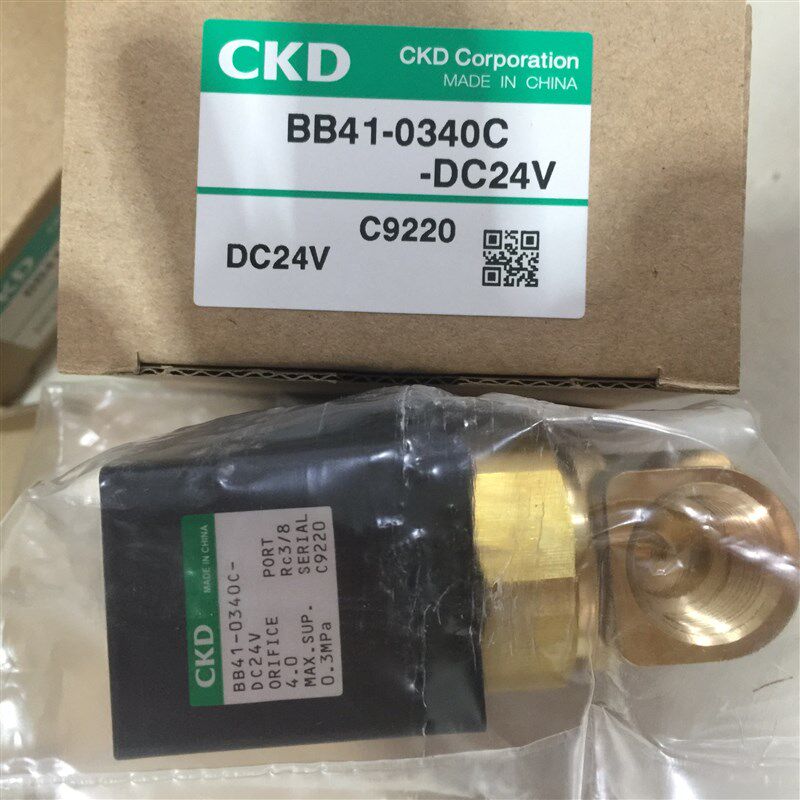 CKD
CKD Corporation
MADE IN CHINA
BB41-0340C
-DC24V
C9220
DC24V
CKD
CKD
MADE IN CHINA
BB41-0340C-
DC24V
ORIFICE PORT
4.0 Rc3/8
MAX.SUP. SERIAL
0.3MPa C9220